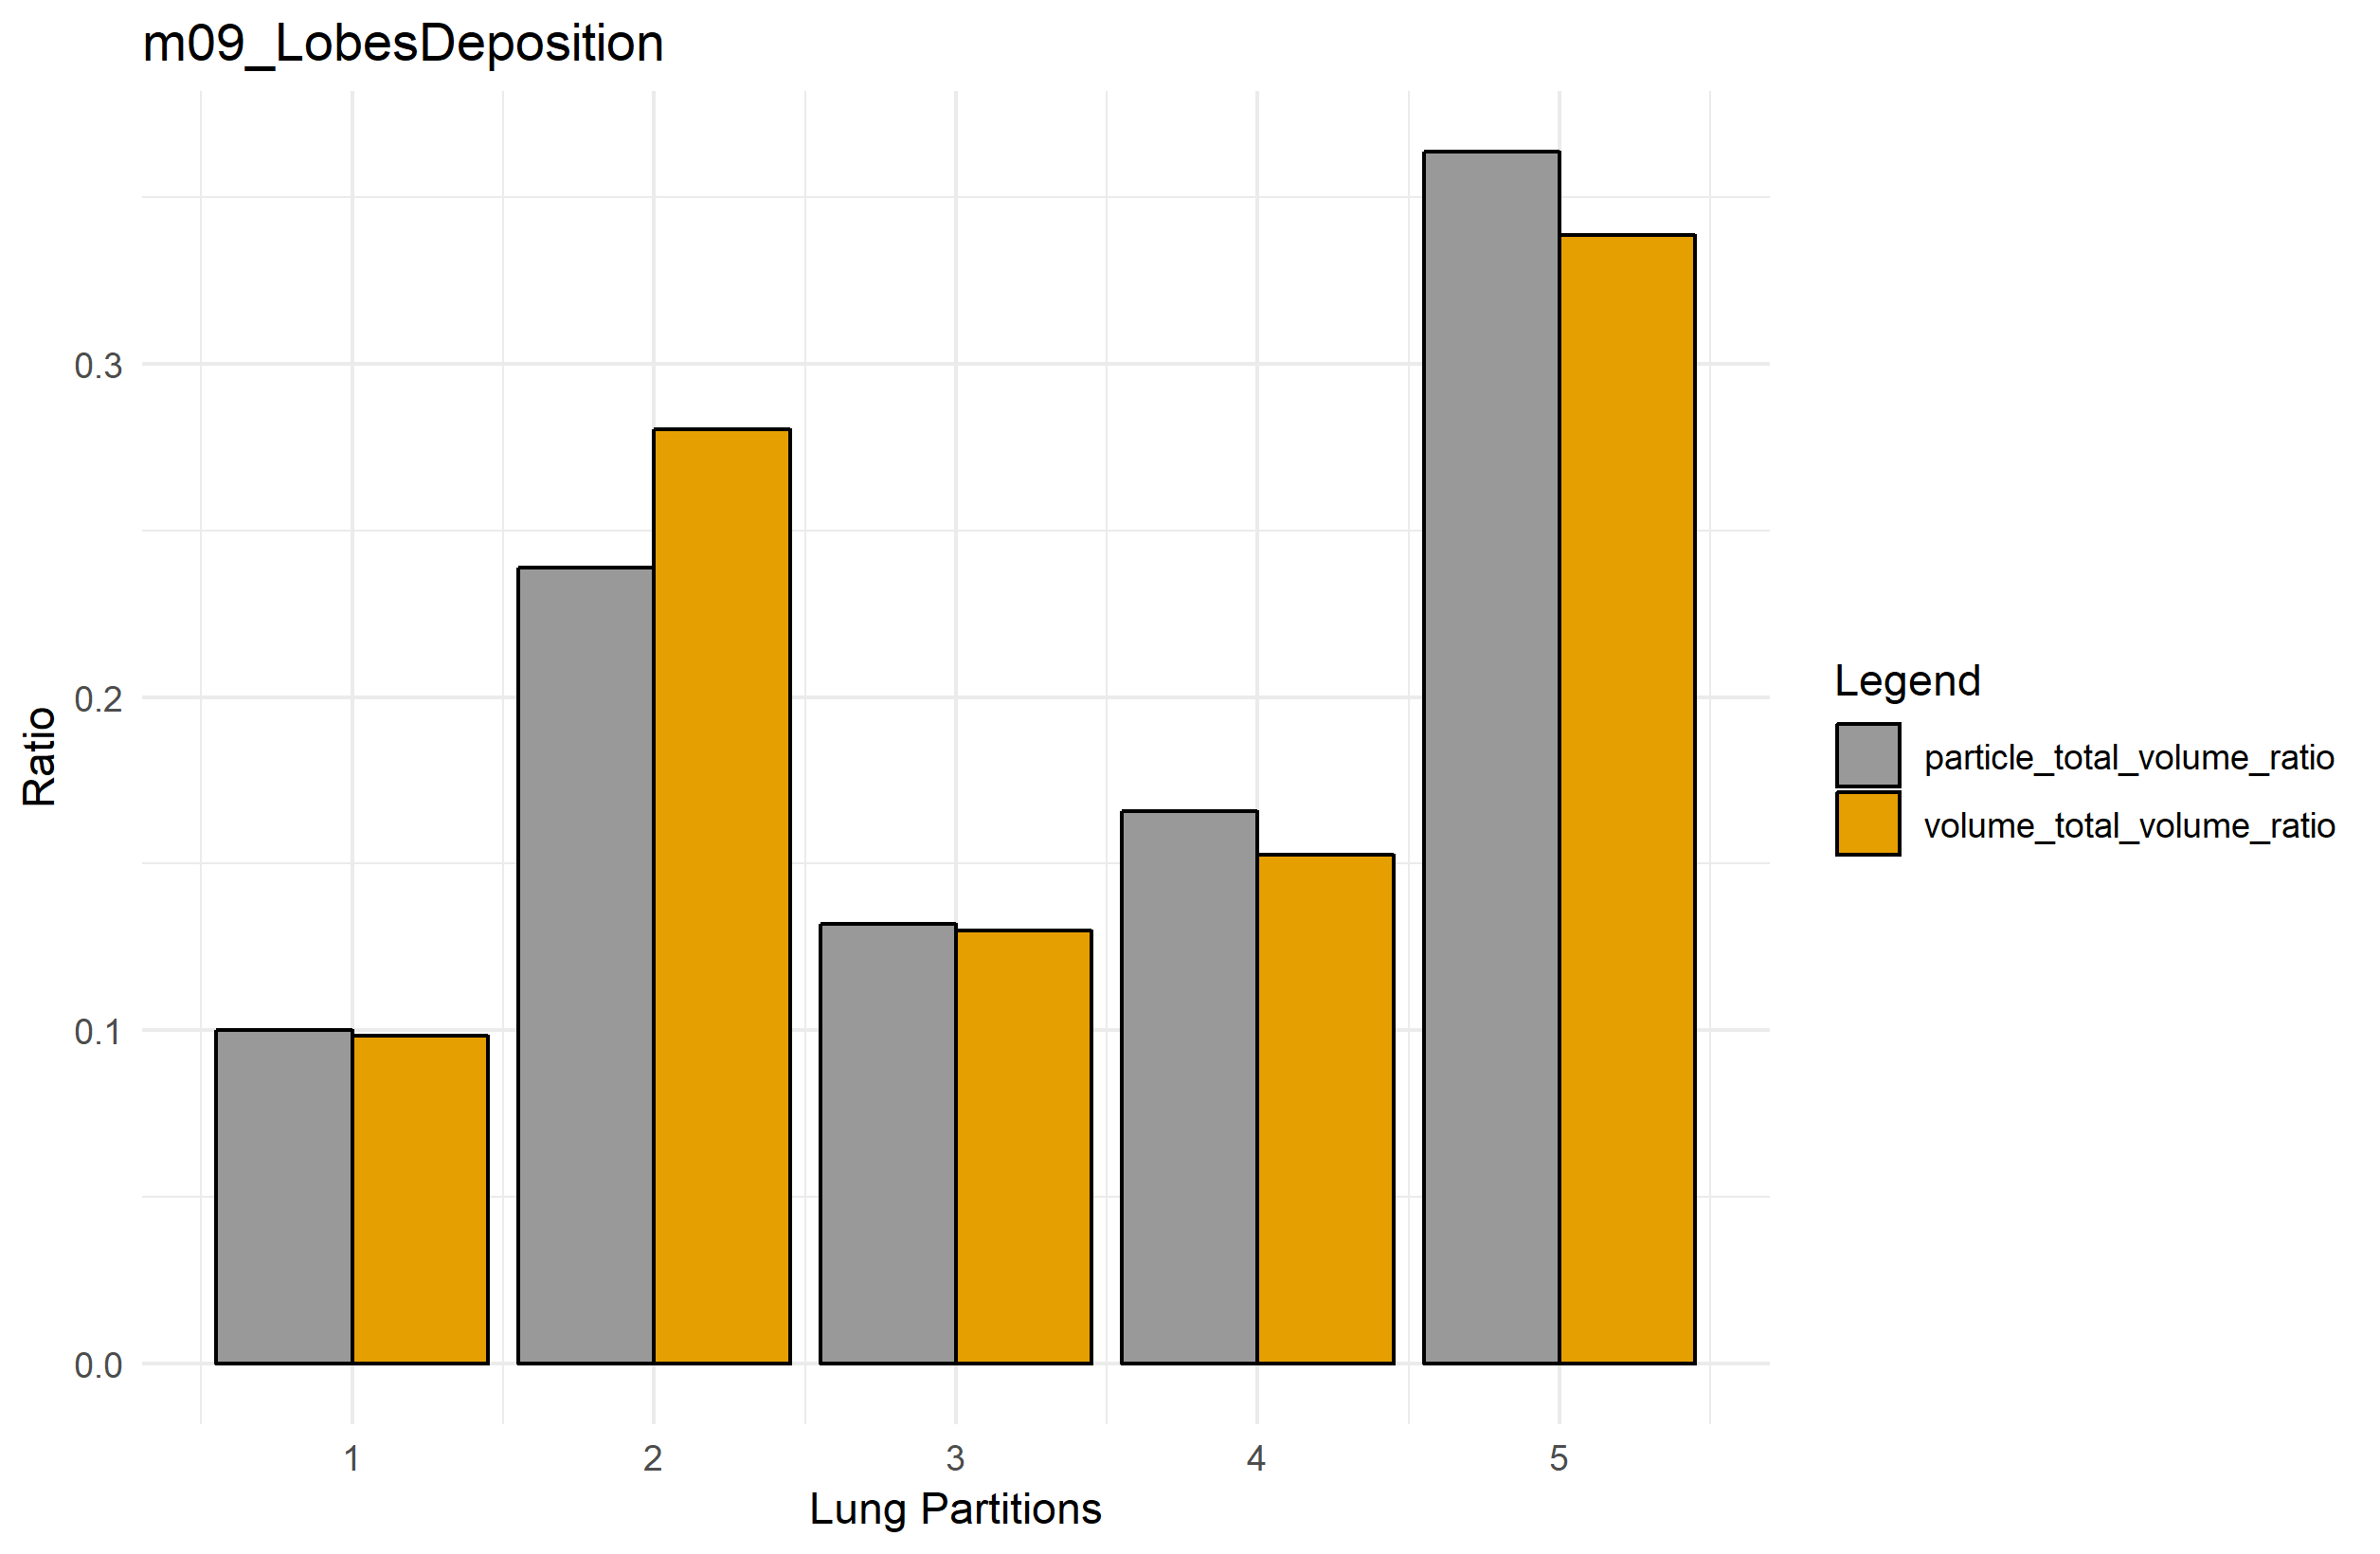 m09_LobesDeposition
0.3
0.2
0.1
0.0
Ratio
1 2 3 4 5
Lung Partitions
Legend
particle_total_volume_ratio
volume_total_volume_ratio